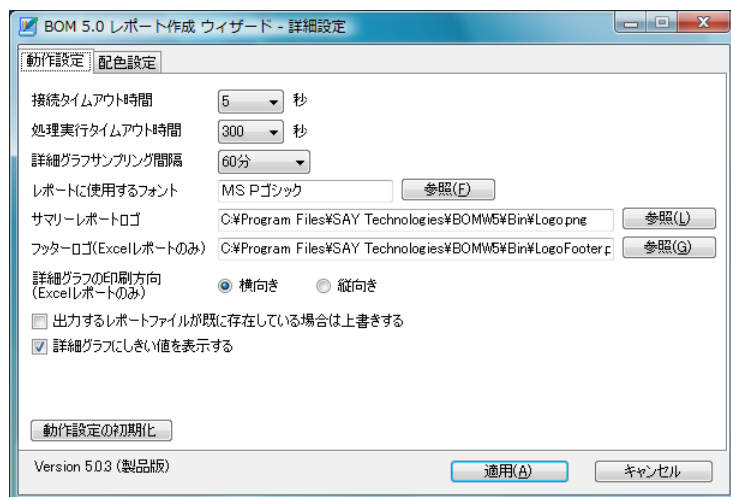 BOM 5.0 レポート作成 ウィザード - 詳細設定
動作設定 配色設定
接続タイムアウト時間 5 秒
処理実行タイムアウト時間 300 秒
詳細グラフサンプリング間隔 60分
レポートに使用するフォント MS Pゴシック 参照(F)
サマリーレポートロゴ C:¥Program Files¥SAY Technologies¥BOMW5¥Bin¥Logo.png 参照(L)
フッターロゴ(Excelレポートのみ) C:¥Program Files¥SAY Technologies¥BOMW5¥Bin¥LogoFooter.p 参照(G)
詳細グラフの印刷方向
(Excelレポートのみ) 横向き 縦向き
出力するレポートファイルが既に存在している場合は上書きする
詳細グラフにしきい値を表示する
動作設定の初期化
Version 5.0.3 (製品版) 適用(A) キャンセル